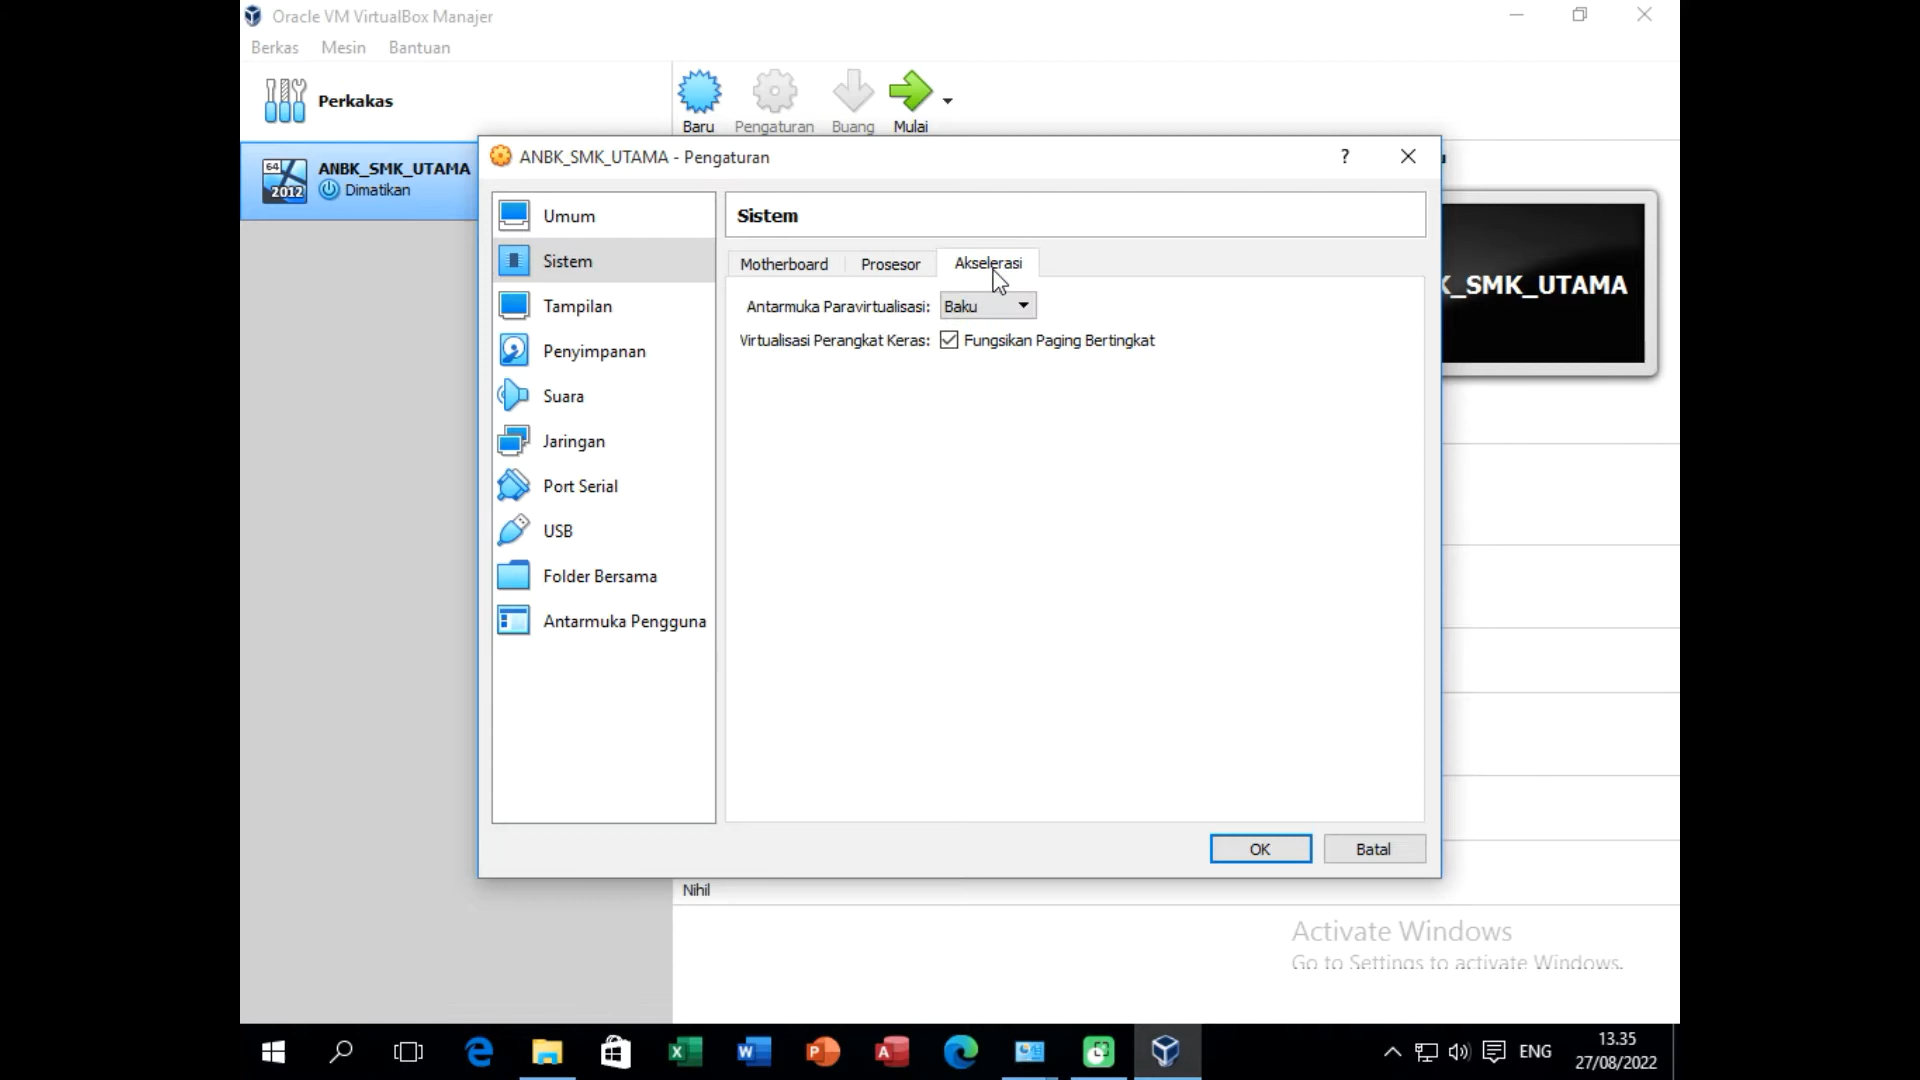 Oracle VM VirtualBox Manajer
Berkas Mesin Bantuan
Perkakas
Baru Pengaturan Buang Mulai
64
2012
ANBK_SMK_UTAMA
Dimatikan
ANBK_SMK_UTAMA - Pengaturan
?
Umum
Sistem
Tampilan
Penyimpanan
Suara
Jaringan
Port Serial
USB
Folder Bersama
Antarmuka Pengguna
Sistem
Motherboard Prosesor Akselerasi
Antarmuka Paravirtualisasi: Baku
Virtualisasi Perangkat Keras: Fungsikan Paging Bertingkat
OK Batal
K_SMK_UTAMA
Nihil
Activate Windows
Go to Settings to activate Windows.
ENG
13.35
27/08/2022